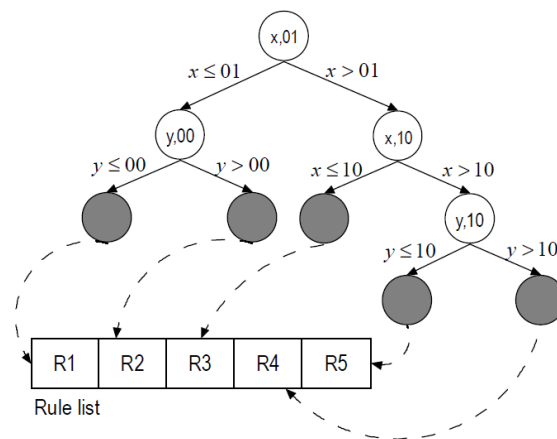 x,01
x ≤ 01
x > 01
y,00
x,10
y ≤ 00
y > 00
x ≤ 10
x > 10
y,10
y ≤ 10
y > 10
R1 R2 R3 R4 R5
Rule list